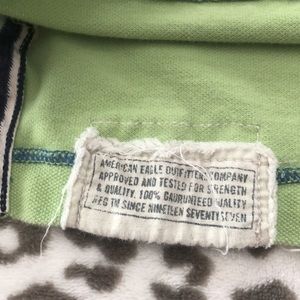 AMERICAN EAGLE OUTFITTERS COMPANY
APPROVED AND TESTED FOR STRENGTH
& QUALITY. 100% GAURUNTEED QUALITY
REG TM SINCE NINETEEN SEVENTY SEVEN